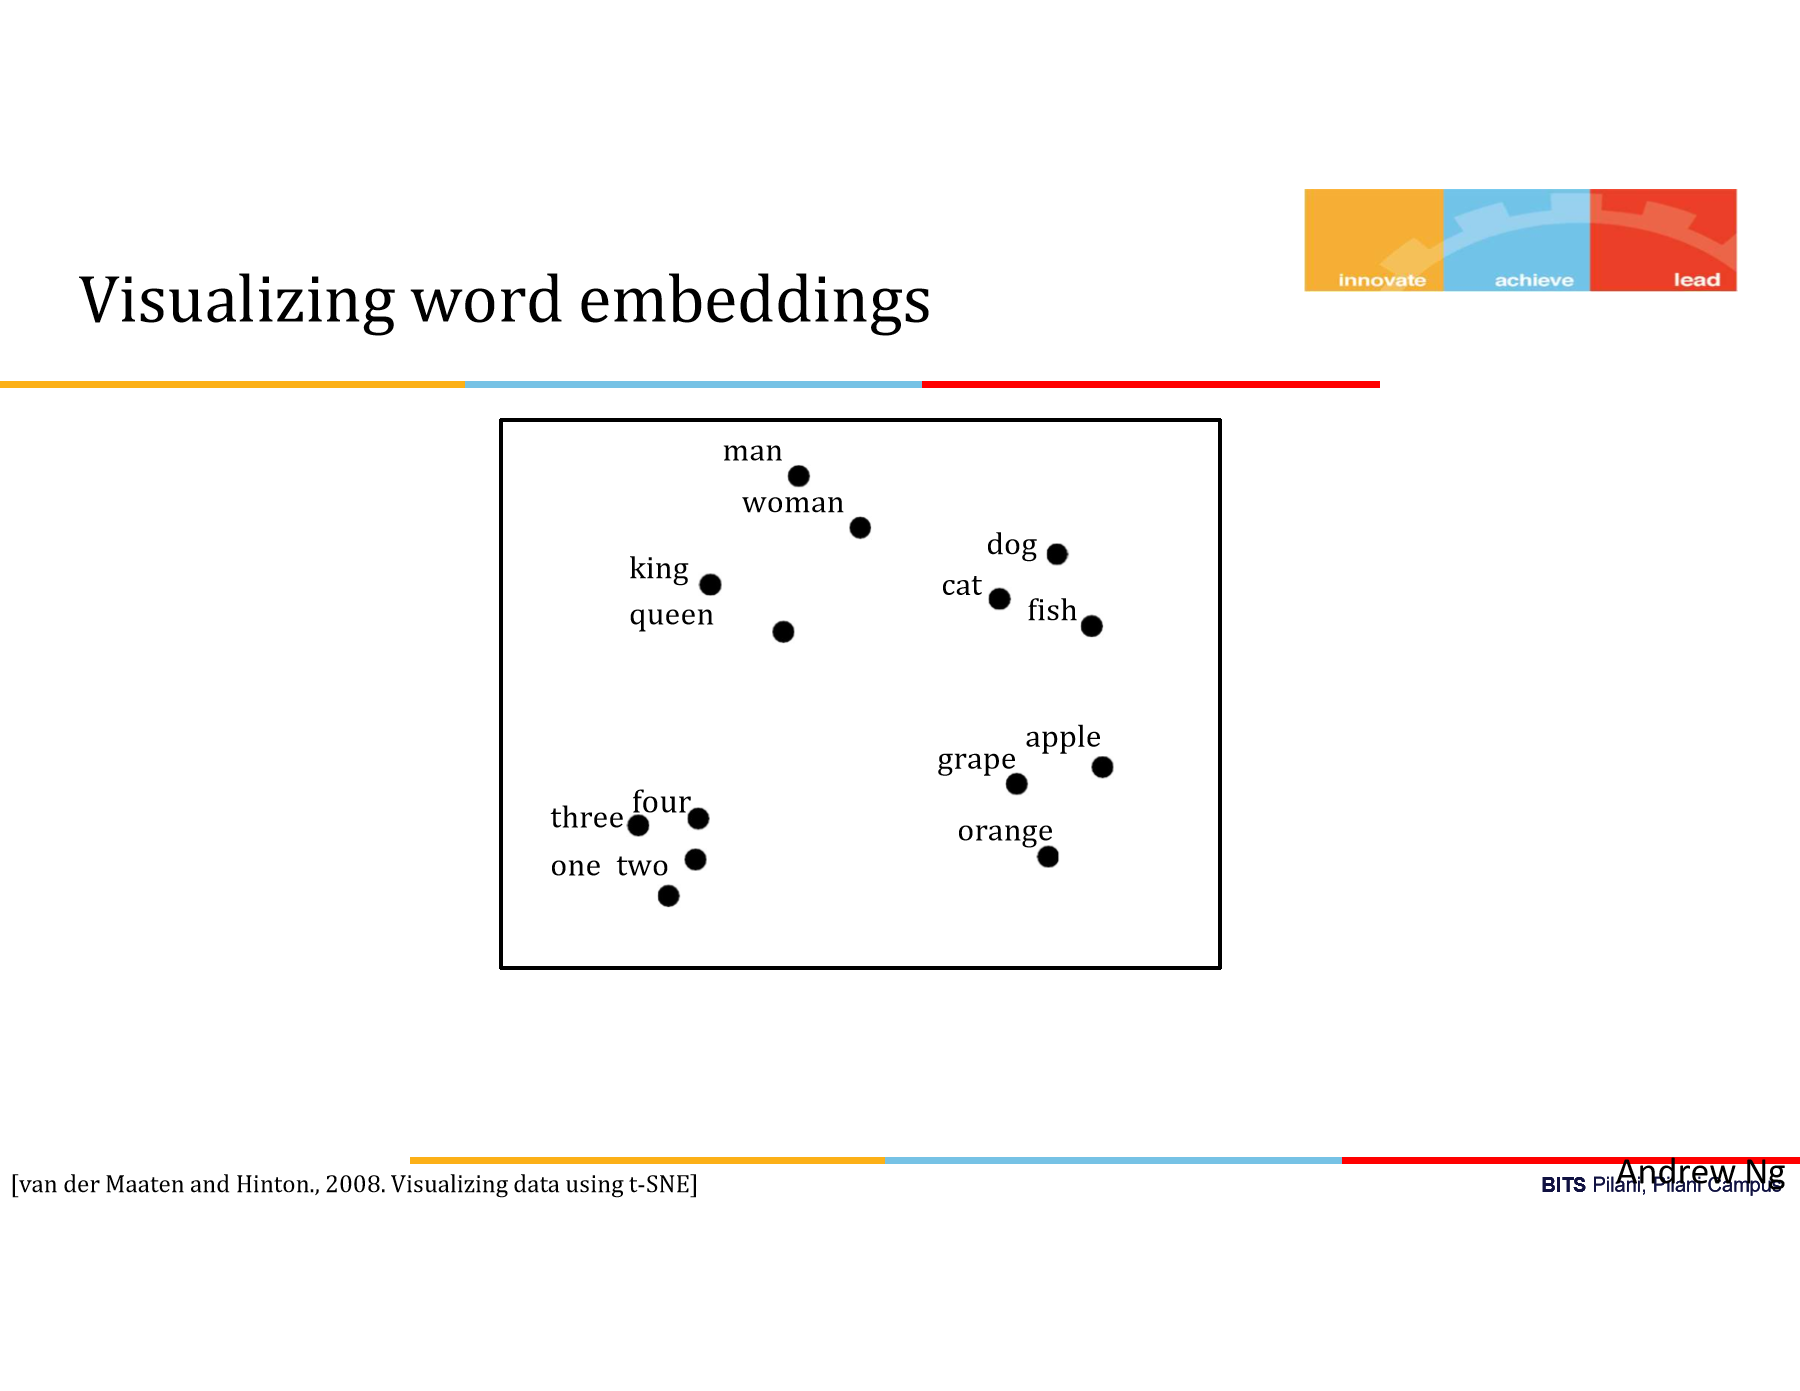 innovate achieve lead
Visualizing word embeddings
man
woman
dog
king
cat
fish
queen
apple
grape
four
three
orange
one two
[van der Maaten and Hinton., 2008. Visualizing data using t-SNE]
Andrew Ng
BITS Pilani, Pilani Campus